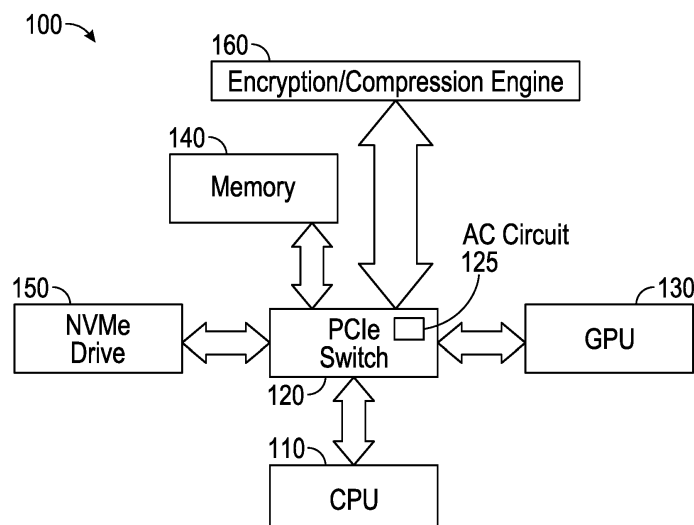 100
160
Encryption/Compression Engine
140
Memory
AC Circuit
125
150
NVMe
Drive
PCIe
Switch
120
130
GPU
110
CPU